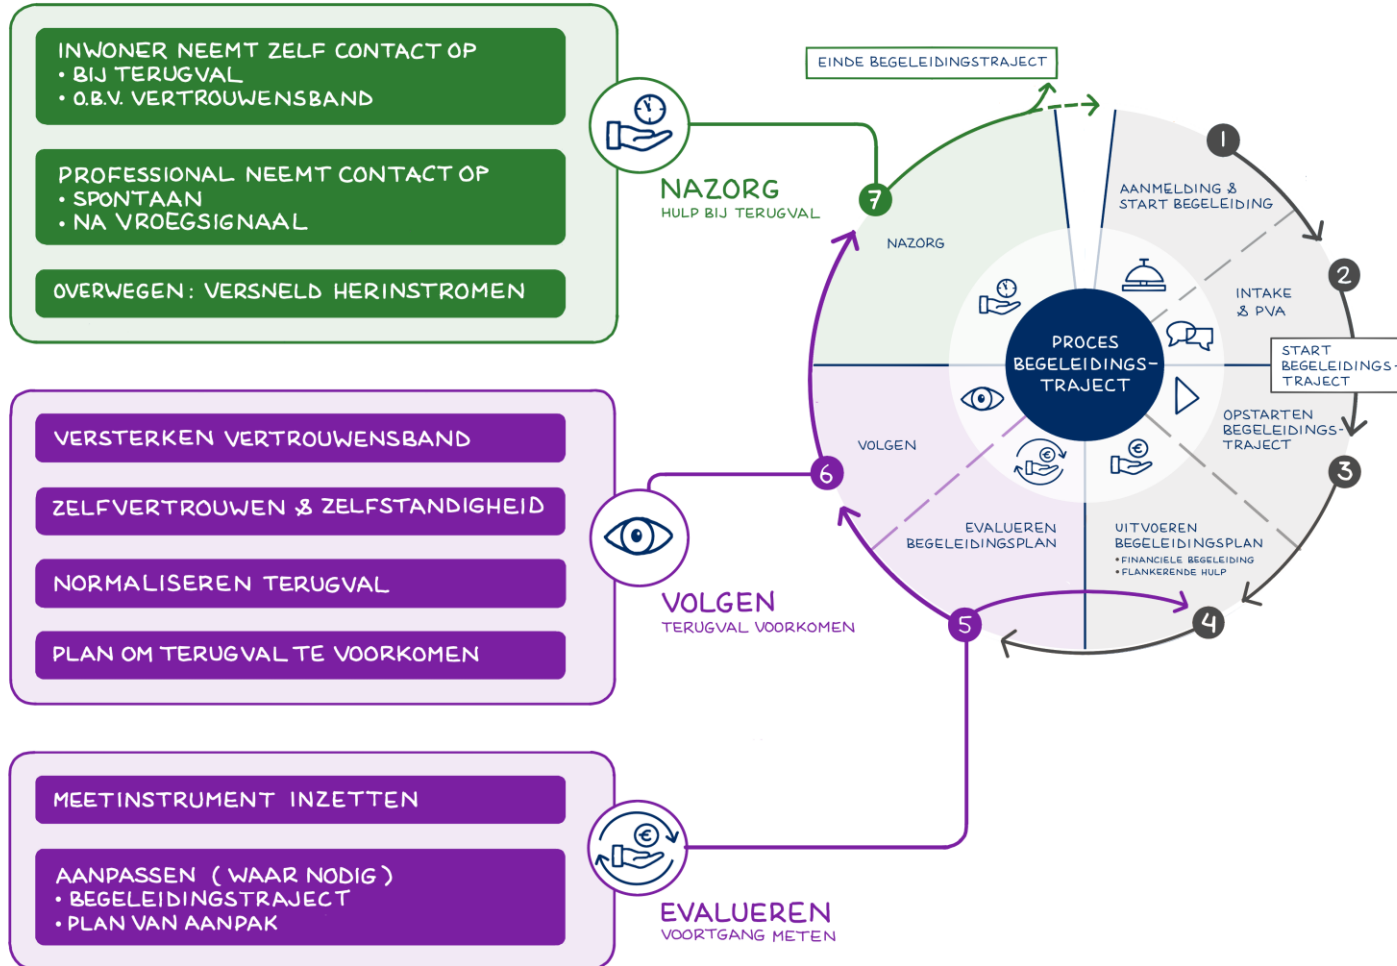 INWONER NEEMT ZELF CONTACT OP
• BIJ TERUGVAL
• O.B.V. VERTROUWENSBAND
PROFESSIONAL NEEMT CONTACT OP
• SPONTAAN
• NA VROEGSIGNAAL
OVERWEGEN: VERSNELD HERINSTROMEN
NAZORG
HULP BIJ TERUGVAL
VERSTERKEN VERTROUWENSBAND
ZELFVERTROUWEN & ZELFSTANDIGHEID
NORMALISEREN TERUGVAL
PLAN OM TERUGVAL TE VOORKOMEN
VOLGEN
TERUGVAL VOORKOMEN
MEETINSTRUMENT INZETTEN
AANPASSEN (WAAR NODIG)
• BEGELEIDINGSTRAJECT
• PLAN VAN AANPAK
€
EVALUEREN
VOORTGANG METEN
EINDE BEGELEIDINGSTRAJECT
PROCES
BEGELEIDINGS-
TRAJECT
1
AANMELDING &
START BEGELEIDING
2
INTAKE
& PVA
START
BEGELEIDINGS-
TRAJECT
OPSTARTEN
BEGELEIDINGS-
TRAJECT
3
€
UITVOEREN
BEGELEIDINGSPLAN
• FINANCIELE BEGELEIDING
• FLANKERENDE HULP
4
€
EVALUEREN
BEGELEIDINGSPLAN
5
VOLGEN
6
NAZORG
7